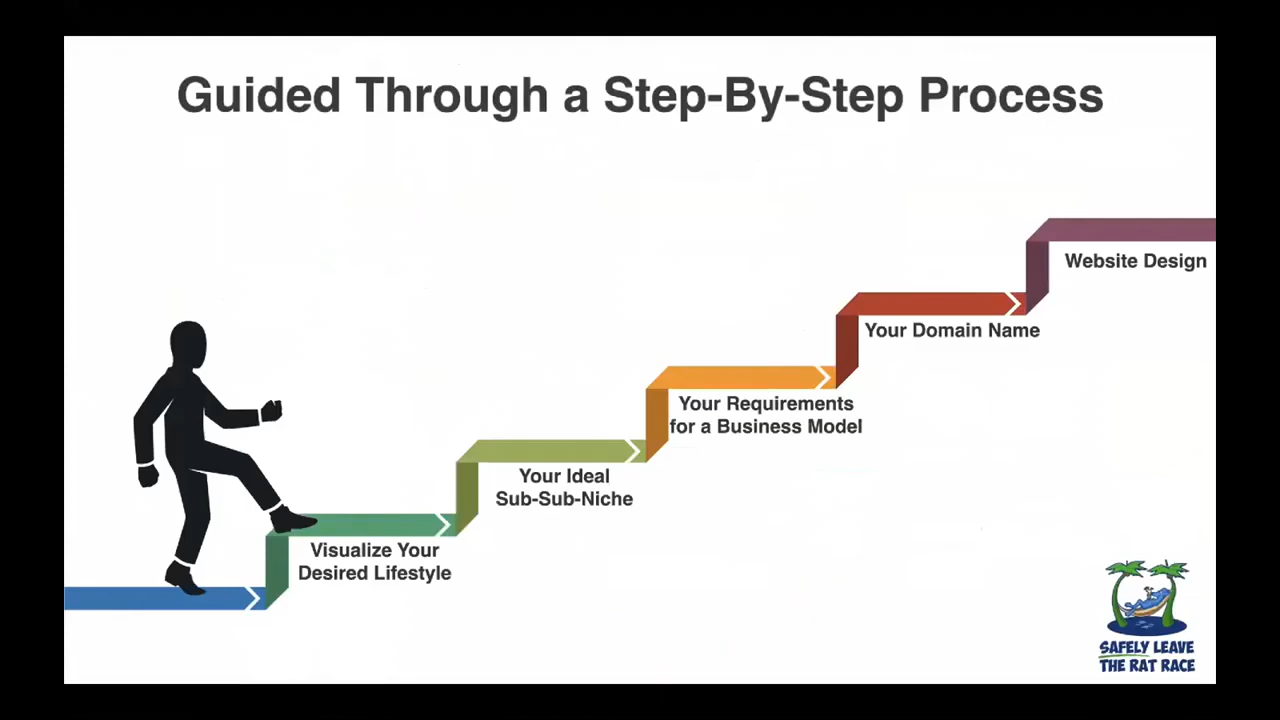 Guided Through a Step-By-Step Process
Visualize Your
Desired Lifestyle
Your Ideal
Sub-Sub-Niche
Your Requirements
for a Business Model
Your Domain Name
Website Design
SAFELY LEAVE
THE RAT RACE